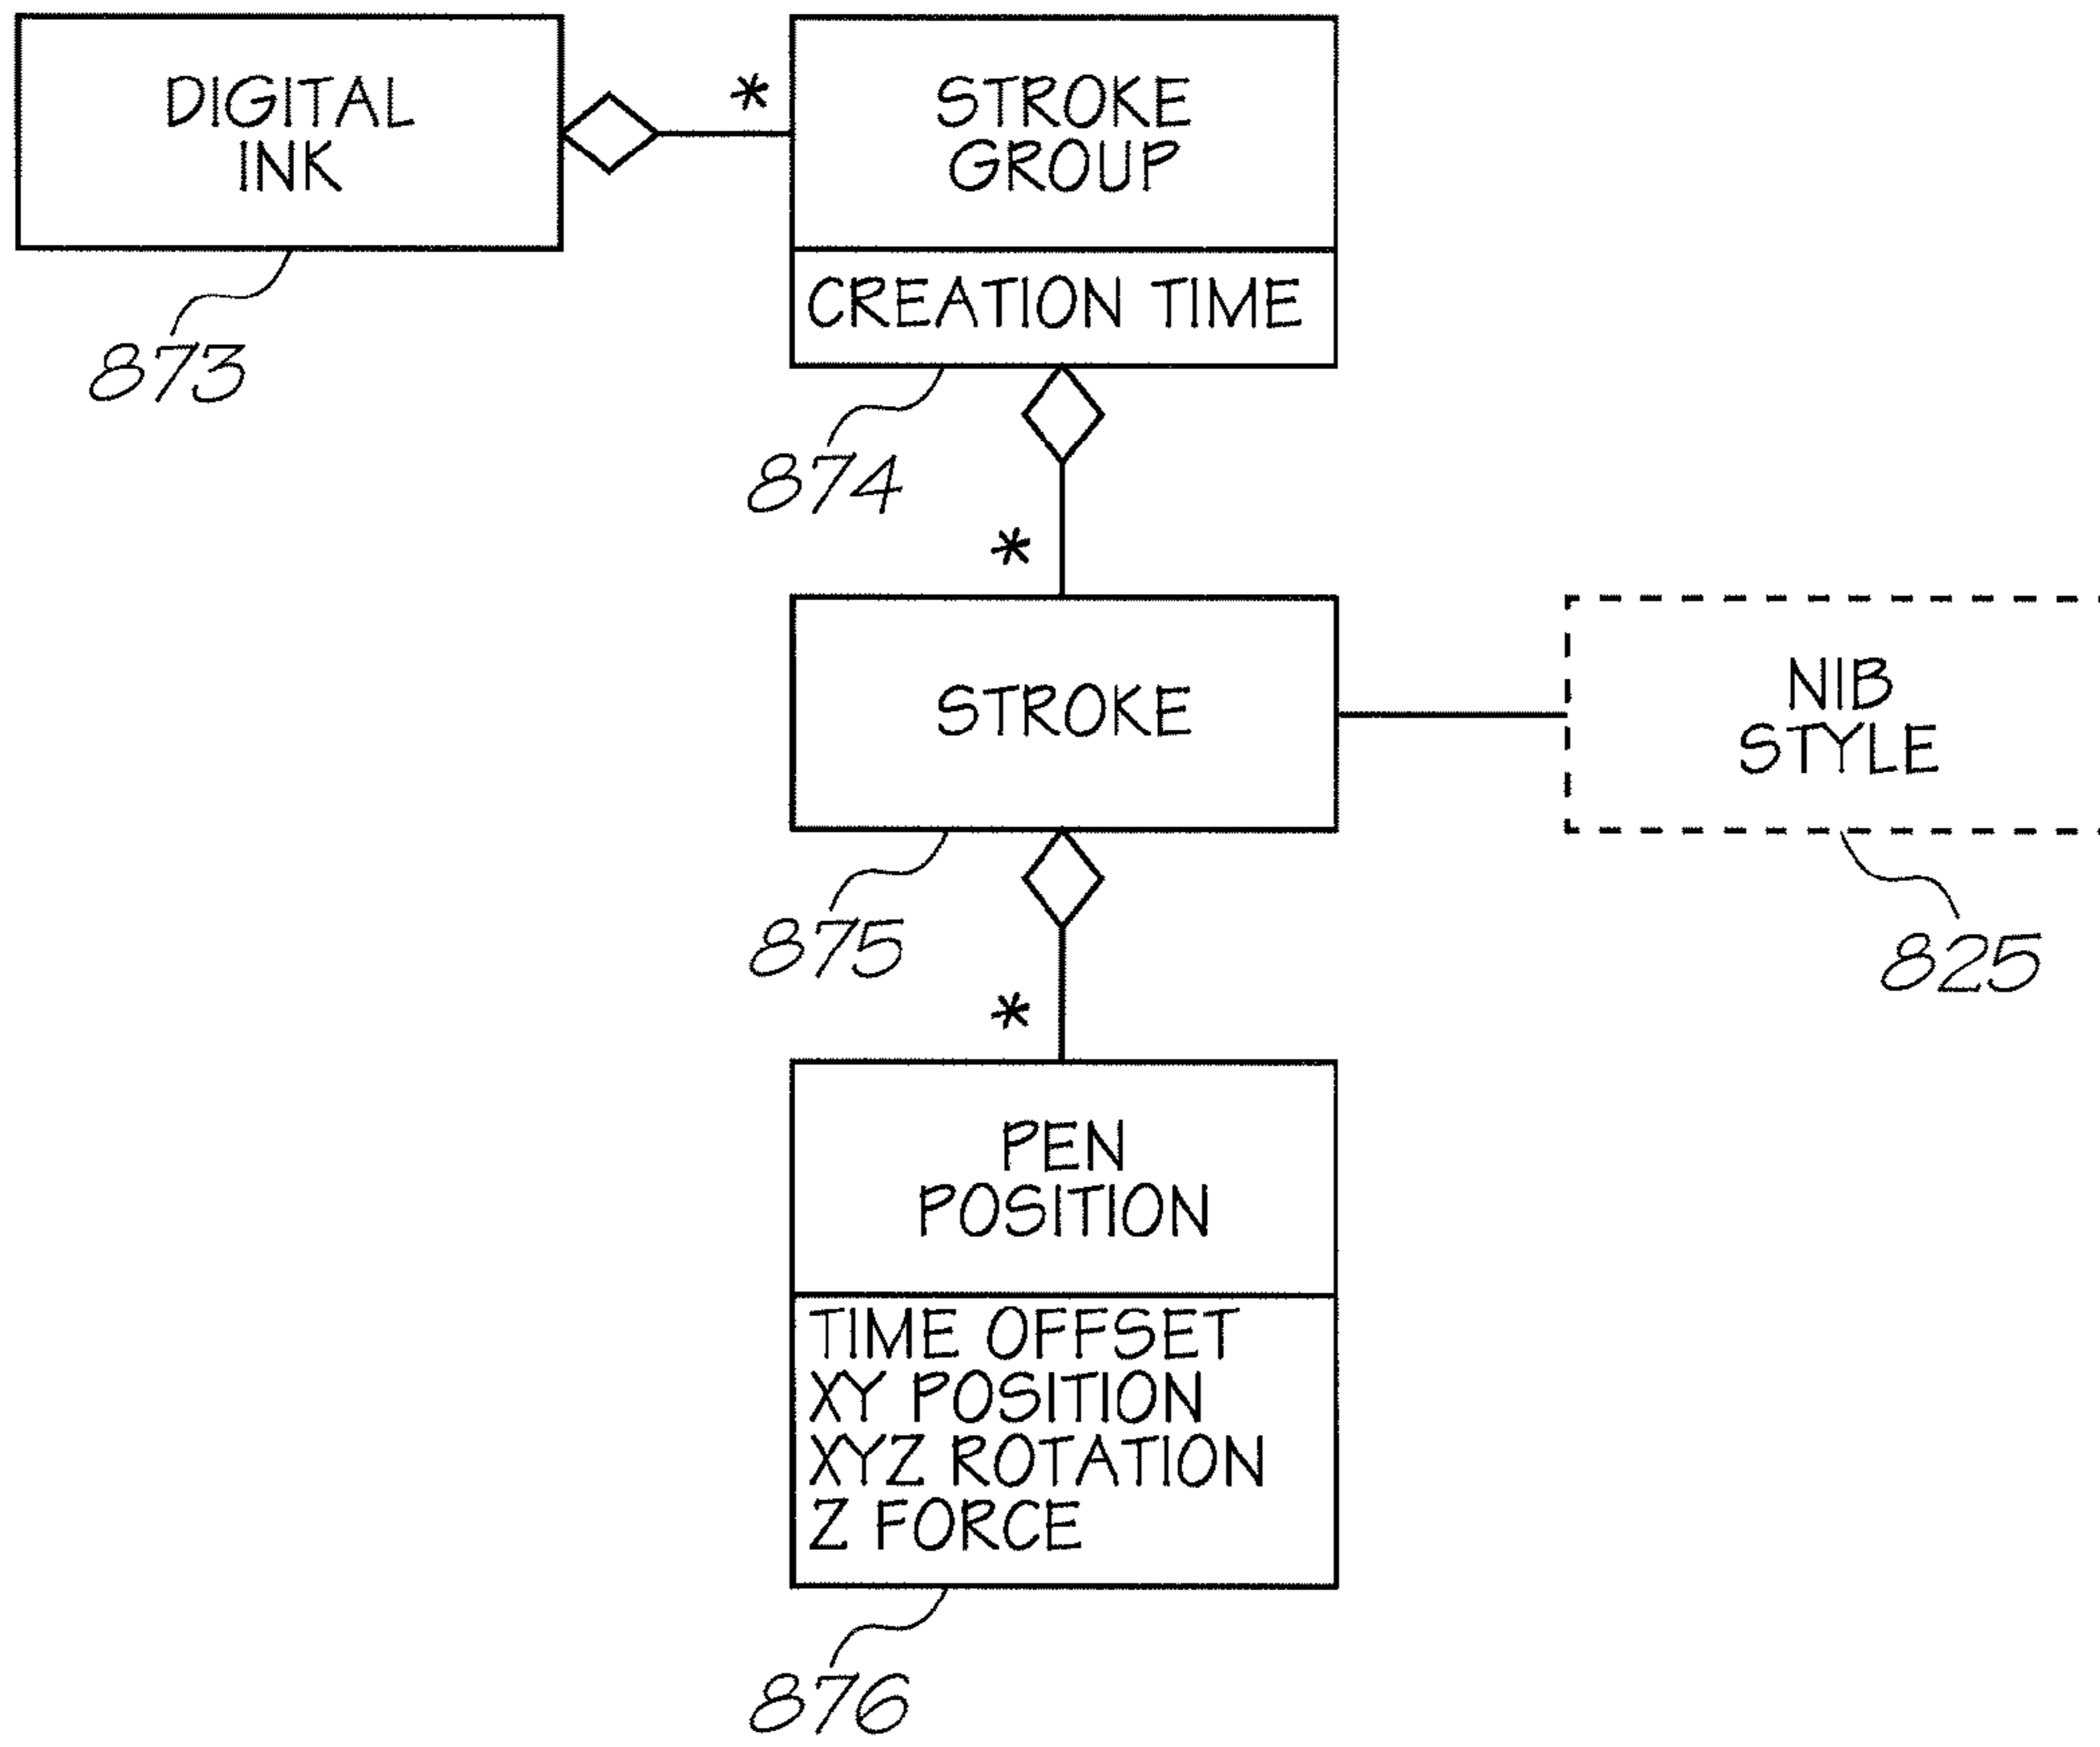 DIGITAL
INK
873
*
STROKE
GROUP
CREATION TIME
874
*
STROKE
875
NIB
STYLE
825
*
PEN
POSITION
TIME OFFSET
XY POSITION
XYZ ROTATION
Z FORCE
876